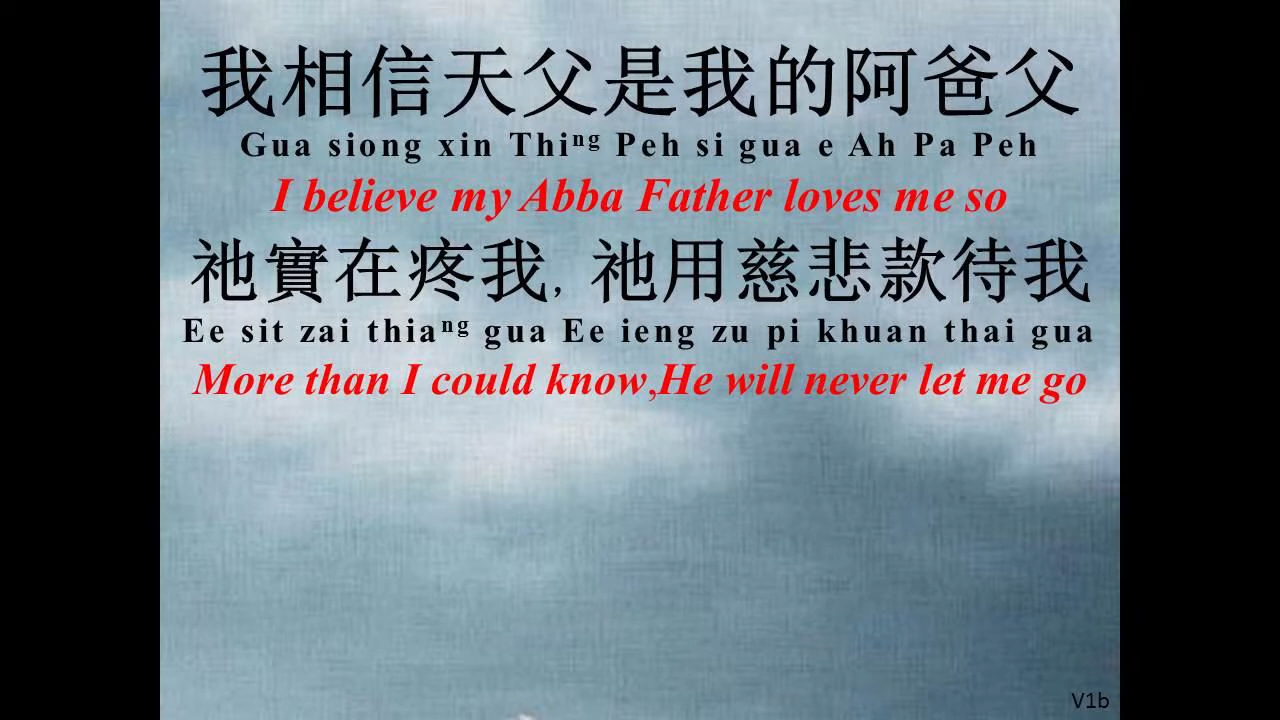 我相信天父是我的阿爸父
Gua siong xin Thiⁿᵍ Peh si gua e Ah Pa Peh
I believe my Abba Father loves me so
祂實在疼我, 祂用慈悲款待我
Ee sit zai thiaⁿᵍ gua Ee ieng zu pi khuan thai gua
More than I could know,He will never let me go
V1b